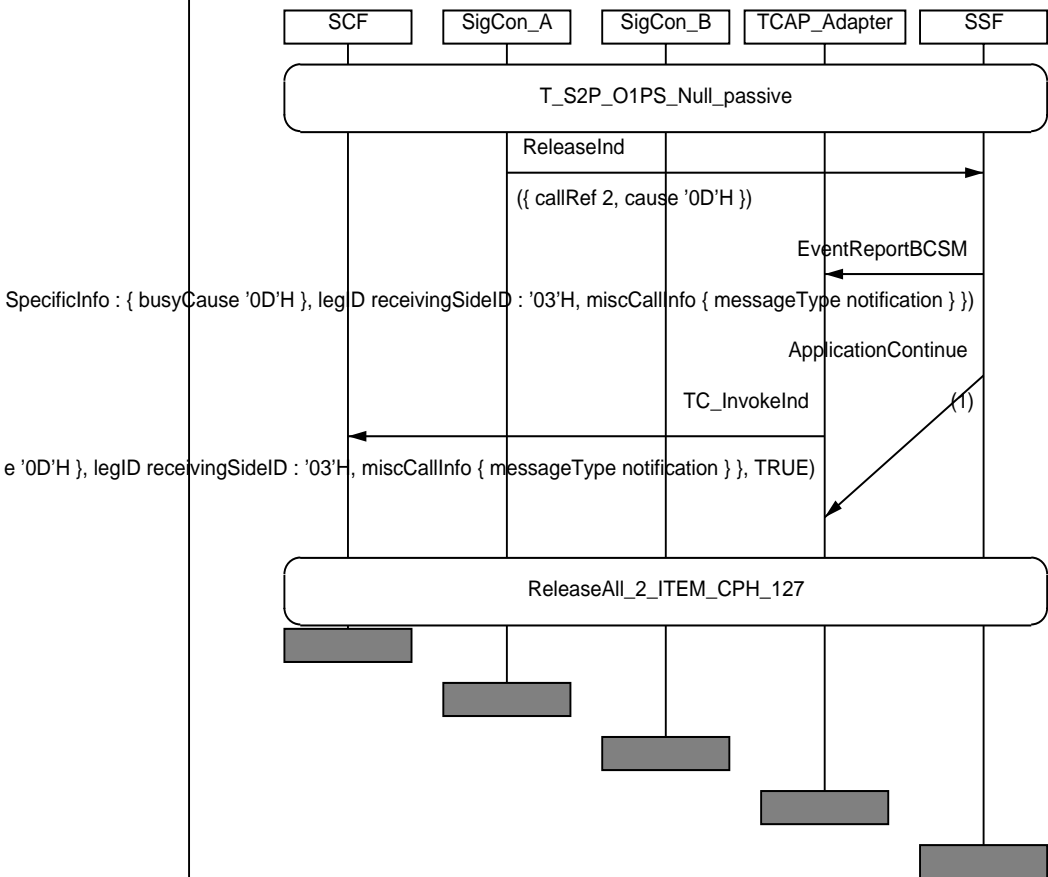 SCF SigCon_A SigCon_B TCAP_Adapter SSF
T_S2P_O1PS_Null_passive
ReleaseInd
({ callRef 2, cause '0D'H })
EventReportBCSM
SpecificInfo : { busyCause '0D'H }, legID receivingSideID : '03'H, miscCallInfo { messageType notification } })
ApplicationContinue
TC_InvokeInd
(1)
e '0D'H }, legID receivingSideID : '03'H, miscCallInfo { messageType notification } }, TRUE)
ReleaseAll_2_ITEM_CPH_127